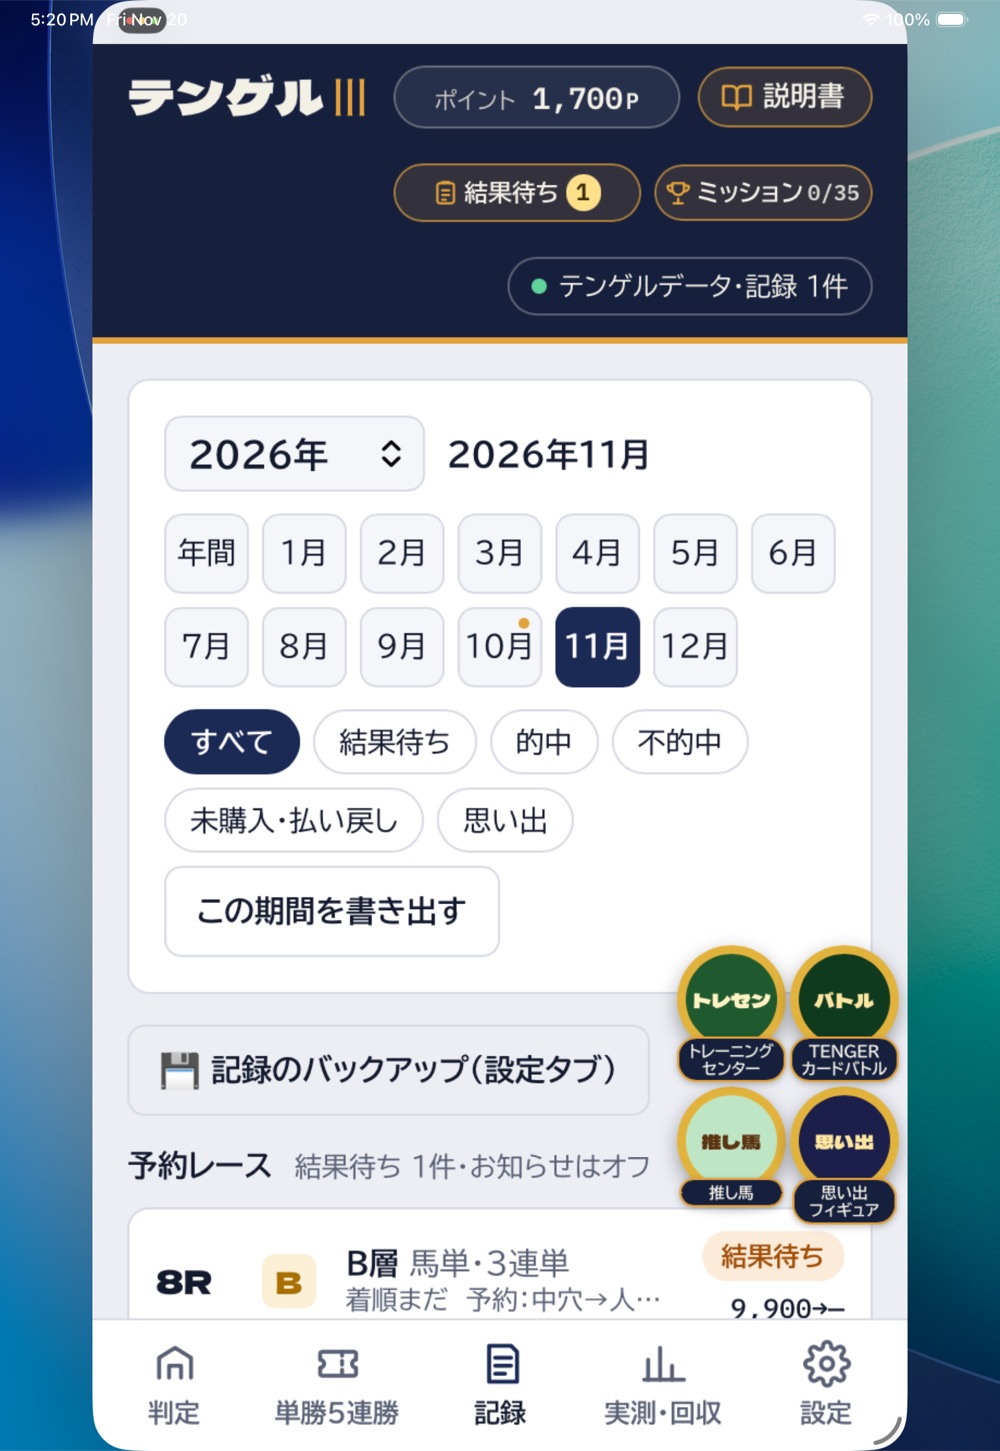 5:20 PM Fri Nov 20
100%
テンゲルIII
ポイント 1,700P
説明書
結果待ち 1
ミッション 0/35
テンゲルデータ・記録 1件
2026年
2026年11月
年間 1月 2月 3月 4月 5月 6月
7月 8月 9月 10月 11月 12月
すべて 結果待ち 的中 不的中
未購入・払い戻し 思い出
この期間を書き出す
トレセン
トレーニング
センター
バトル
TENGER
カードバトル
記録のバックアップ（設定タブ）
推し馬
推し馬
思い出
思い出
フィギュア
予約レース 結果待ち 1件・お知らせはオフ
8R
B
B層 馬単・3連単
着順まだ 予約：中穴→人…
結果待ち
9,900→—
判定
単勝5連勝
記録
実測・回収
設定